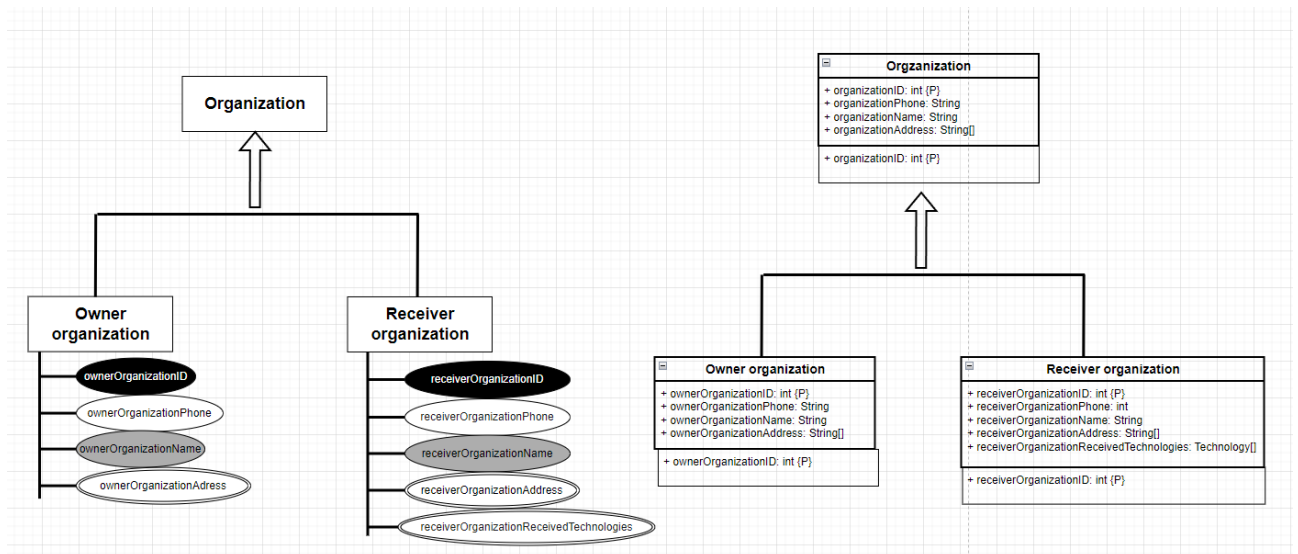 Organization
Owner
organization
ownerOrganizationID
ownerOrganizationPhone
ownerOrganizationName
ownerOrganizationAdress
Receiver
organization
receiverOrganizationID
receiverOrganizationPhone
receiverOrganizationName
receiverOrganizationAddress
receiverOrganizationReceivedTechnologies
Orgzanization
+ organizationID: int {P}
+ organizationPhone: String
+ organizationName: String
+ organizationAddress: String[]
+ organizationID: int {P}
Owner organization
+ ownerOrganizationID: int {P}
+ ownerOrganizationPhone: String
+ ownerOrganizationName: String
+ ownerOrganizationAddress: String[]
+ ownerOrganizationID: int {P}
Receiver organization
+ receiverOrganizationID: int {P}
+ receiverOrganizationPhone: int
+ receiverOrganizationName: String
+ receiverOrganizationAddress: String[]
+ receiverOrganizationReceivedTechnologies: Technology[]
+ receiverOrganizationID: int {P}